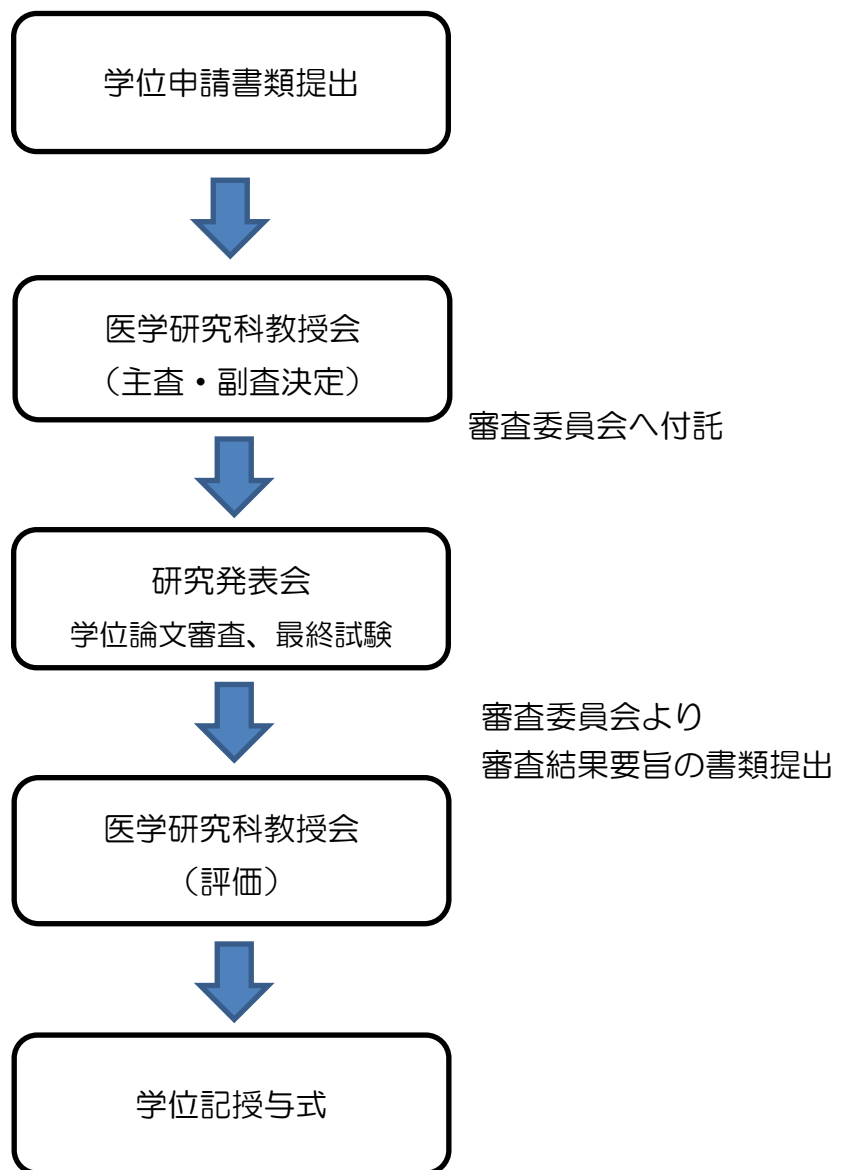 学位申請書類提出
医学研究科教授会
（主査・副査決定）
審査委員会へ付託
研究発表会
学位論文審査、最終試験
審査委員会より
審査結果要旨の書類提出
医学研究科教授会
（評価）
学位記授与式